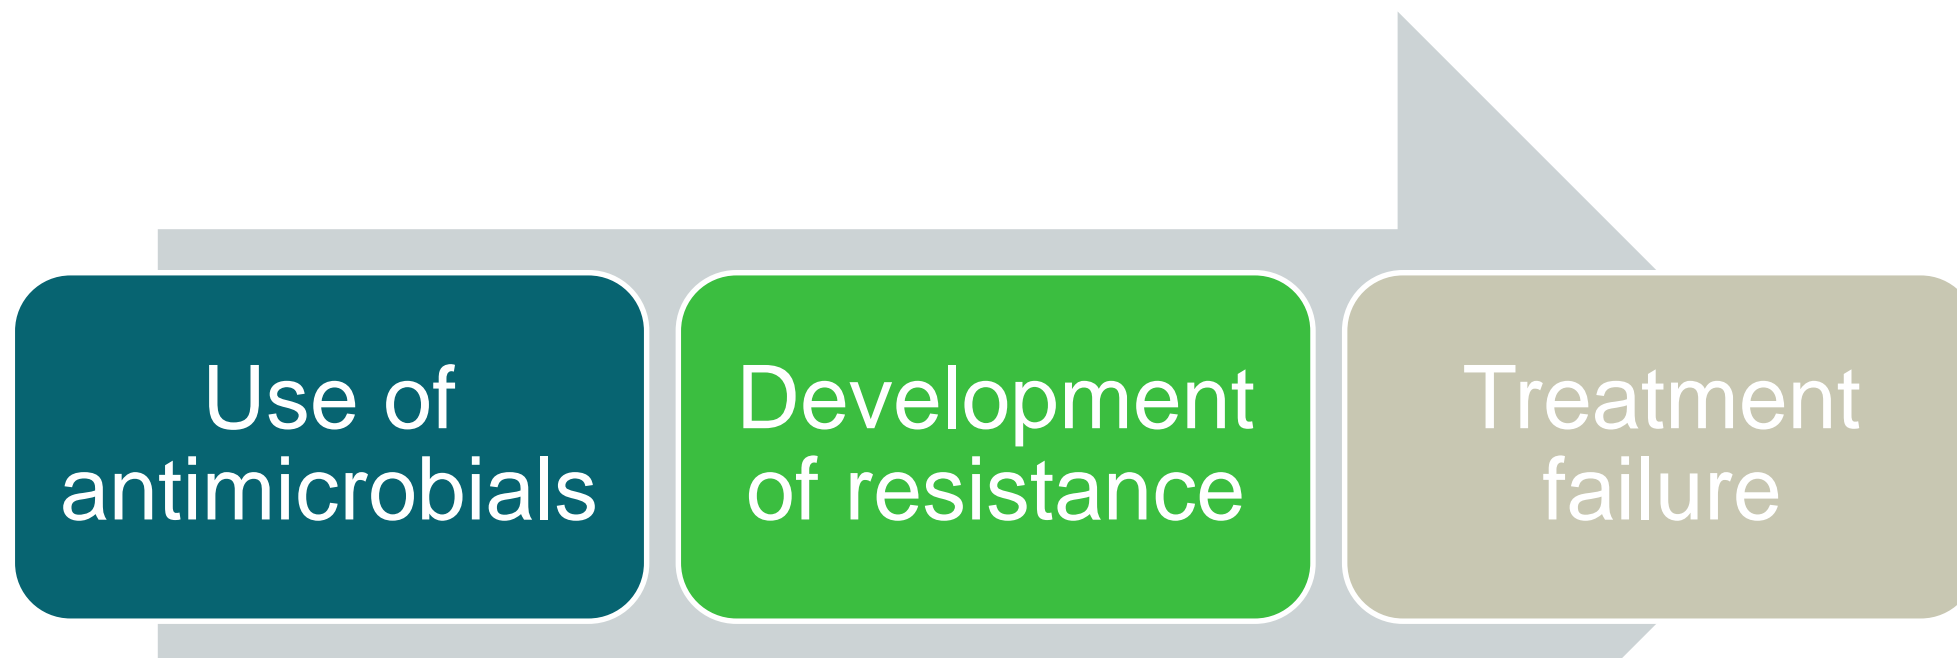 Use of
antimicrobials
Development
of resistance
Treatment
failure